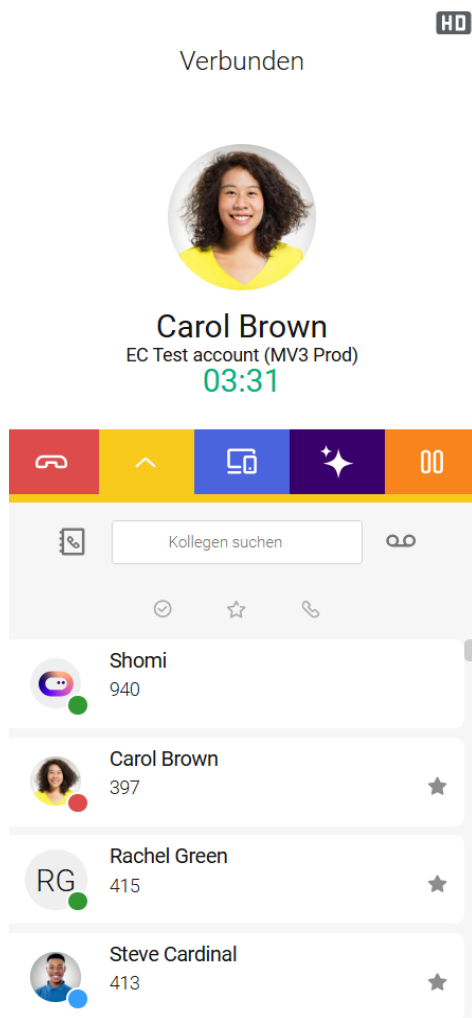 HD
Verbunden
Carol Brown
EC Test account (MV3 Prod)
03:31
Kollegen suchen
Shomi
940
Carol Brown
397
Rachel Green
RG
415
Steve Cardinal
413